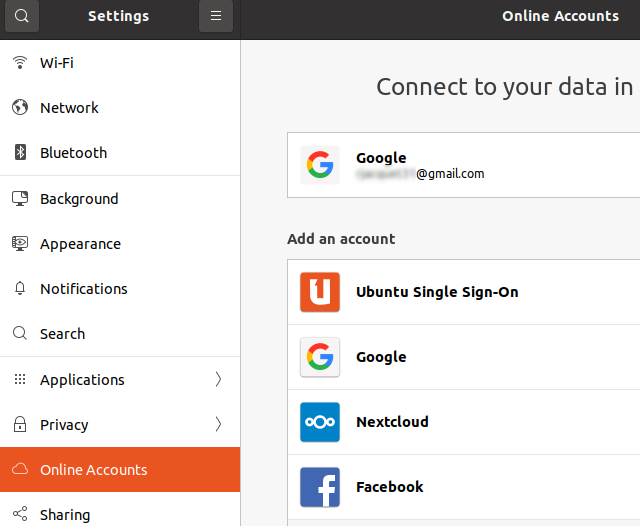 Settings
Online Accounts
Wi-Fi
Network
Bluetooth
Background
Appearance
Notifications
Search
Applications
Privacy
Online Accounts
Sharing
Connect to your data in
Google
@gmail.com
Add an account
Ubuntu Single Sign-On
Google
Nextcloud
Facebook